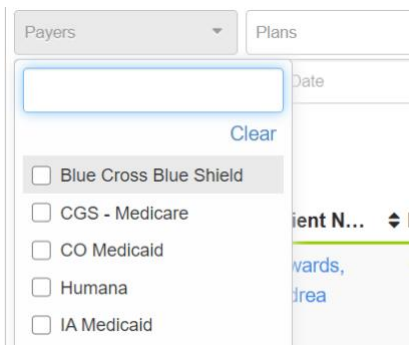 Payers Plans
Date
Clear
Blue Cross Blue Shield
CGS - Medicare
ient N...
CO Medicaid
wards,
Humana
drea
IA Medicaid